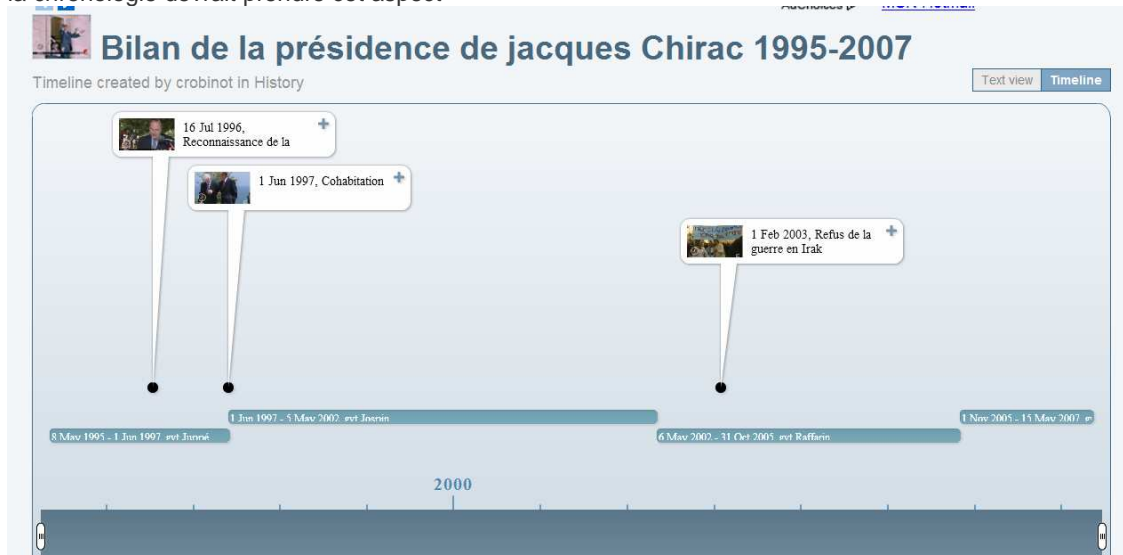 Bilan de la présidence de jacques Chirac 1995-2007
Timeline created by crobinot in History
Text view Timeline
16 Jul 1996,
Reconnaissance de la
1 Jun 1997, Cohabitation
1 Feb 2003, Refus de la
guerre en Irak
1 Jun 1997 - 5 May 2002 gvt Jospin
1 Nov 2005 - 15 May 2007
8 May 1995 - 1 Jun 1997 gvt Juppé
6 May 2002 - 31 Oct 2005 gvt Raffarin
2000